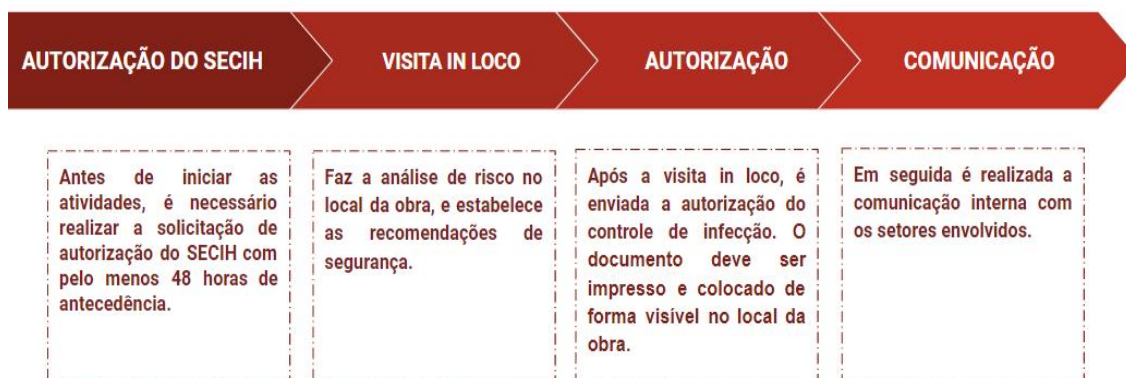 AUTORIZAÇÃO DO SECIH
VISITA IN LOCO
AUTORIZAÇÃO
COMUNICAÇÃO
Antes de iniciar as
atividades, é necessário
realizar a solicitação de
autorização do SECIH com
pelo menos 48 horas de
antecedência.
Faz a análise de risco no
local da obra, e estabelece
as recomendações de
segurança.
Após a visita in loco, é
enviada a autorização do
controle de infecção. O
documento deve ser
impresso e colocado de
forma visível no local da
obra.
Em seguida é realizada a
comunicação interna com
os setores envolvidos.